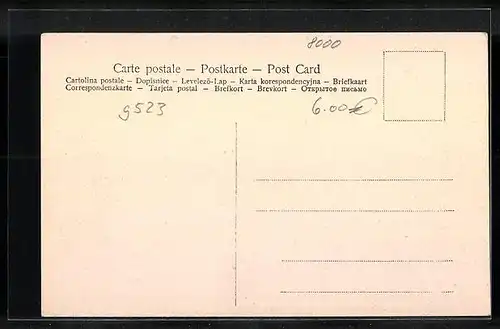 8000
Carte postale – Postkarte – Post Card
Cartolina postale – Dopisnice – Levelező-Lap – Karta korespondencyjna – Briefkaart
Correspondenzkarte – Tarjeta postal – Brefkort – Brevkort – Открытое письмо
9523
6.00€